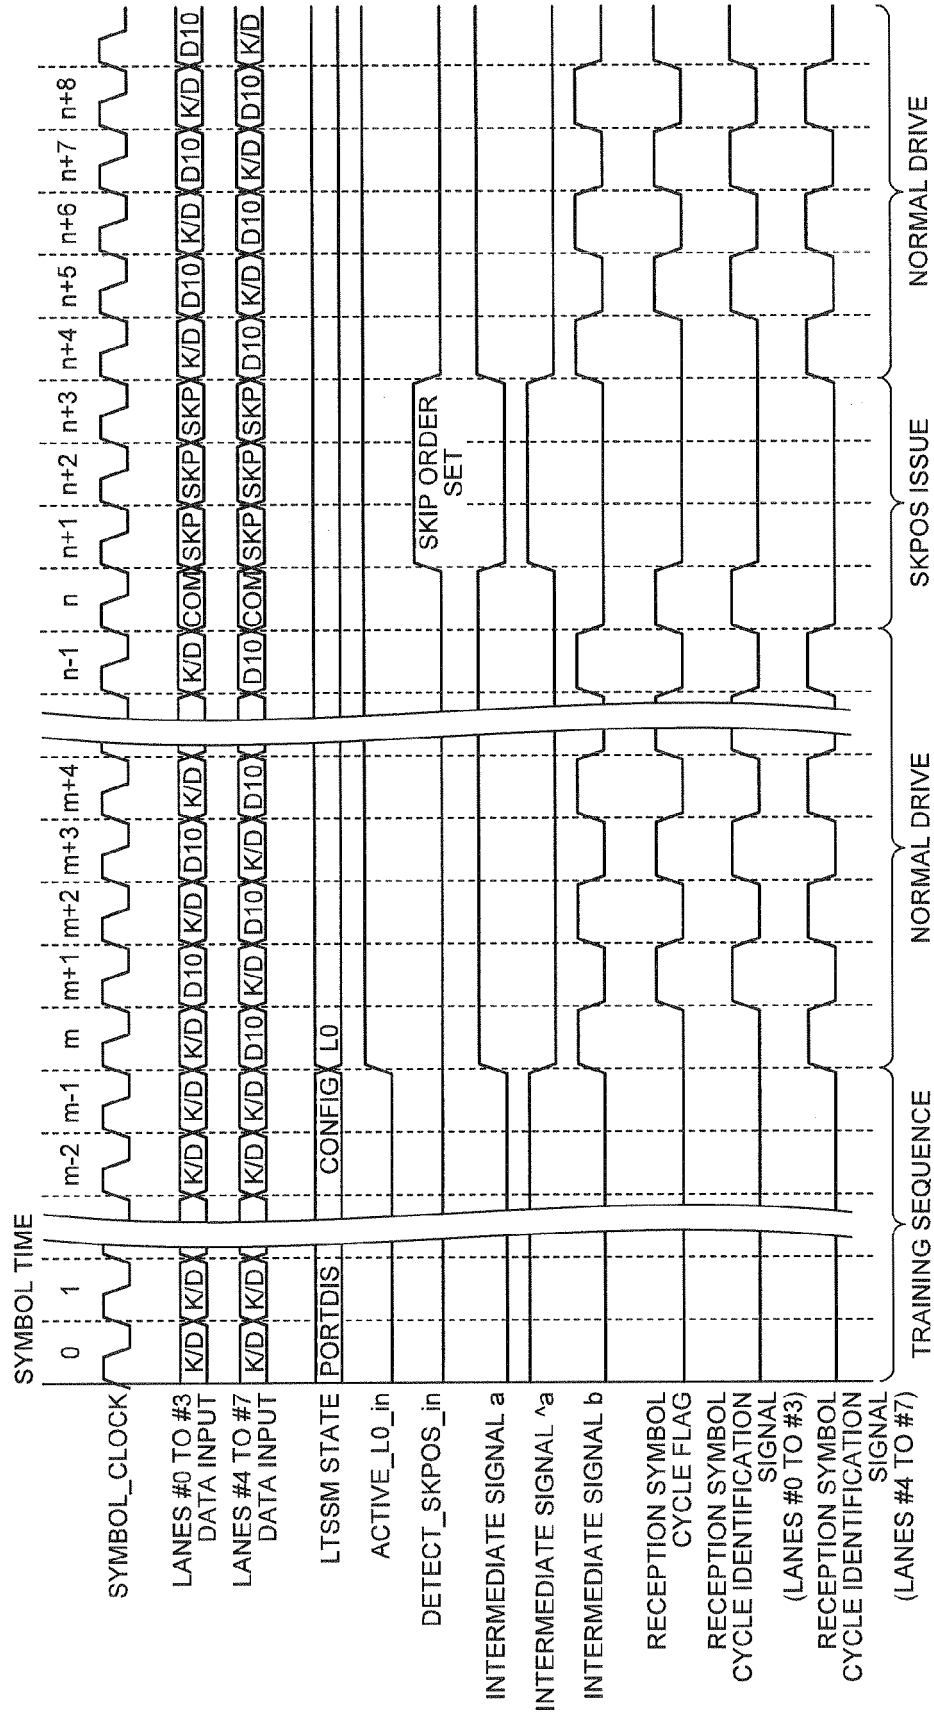 SYMBOL TIME
0 1 m-2 m-1 m m+1 m+2 m+3 m+4 n-1 n n+1 n+2 n+3 n+4 n+5 n+6 n+7 n+8
SYMBOL_CLOCK
LANES #0 TO #3
DATA INPUT
K/D K/D K/D K/D K/D D10 K/D D10 K/D K/D COM SKP SKP SKP K/D D10 K/D D10 K/D D10
LANES #4 TO #7
DATA INPUT
K/D K/D K/D K/D D10 K/D D10 K/D D10 D10 COM SKP SKP SKP D10 K/D D10 K/D D10 K/D
LTSSM STATE
PORTDIS CONFIG L0
ACTIVE_L0_in
DETECT_SKPOS_in
SKIP ORDER
SET
INTERMEDIATE SIGNAL a
INTERMEDIATE SIGNAL ^a
INTERMEDIATE SIGNAL b
RECEPTION SYMBOL
CYCLE FLAG
RECEPTION SYMBOL
CYCLE IDENTIFICATION
SIGNAL
(LANES #0 TO #3)
RECEPTION SYMBOL
CYCLE IDENTIFICATION
SIGNAL
(LANES #4 TO #7)
TRAINING SEQUENCE NORMAL DRIVE SKPOS ISSUE NORMAL DRIVE